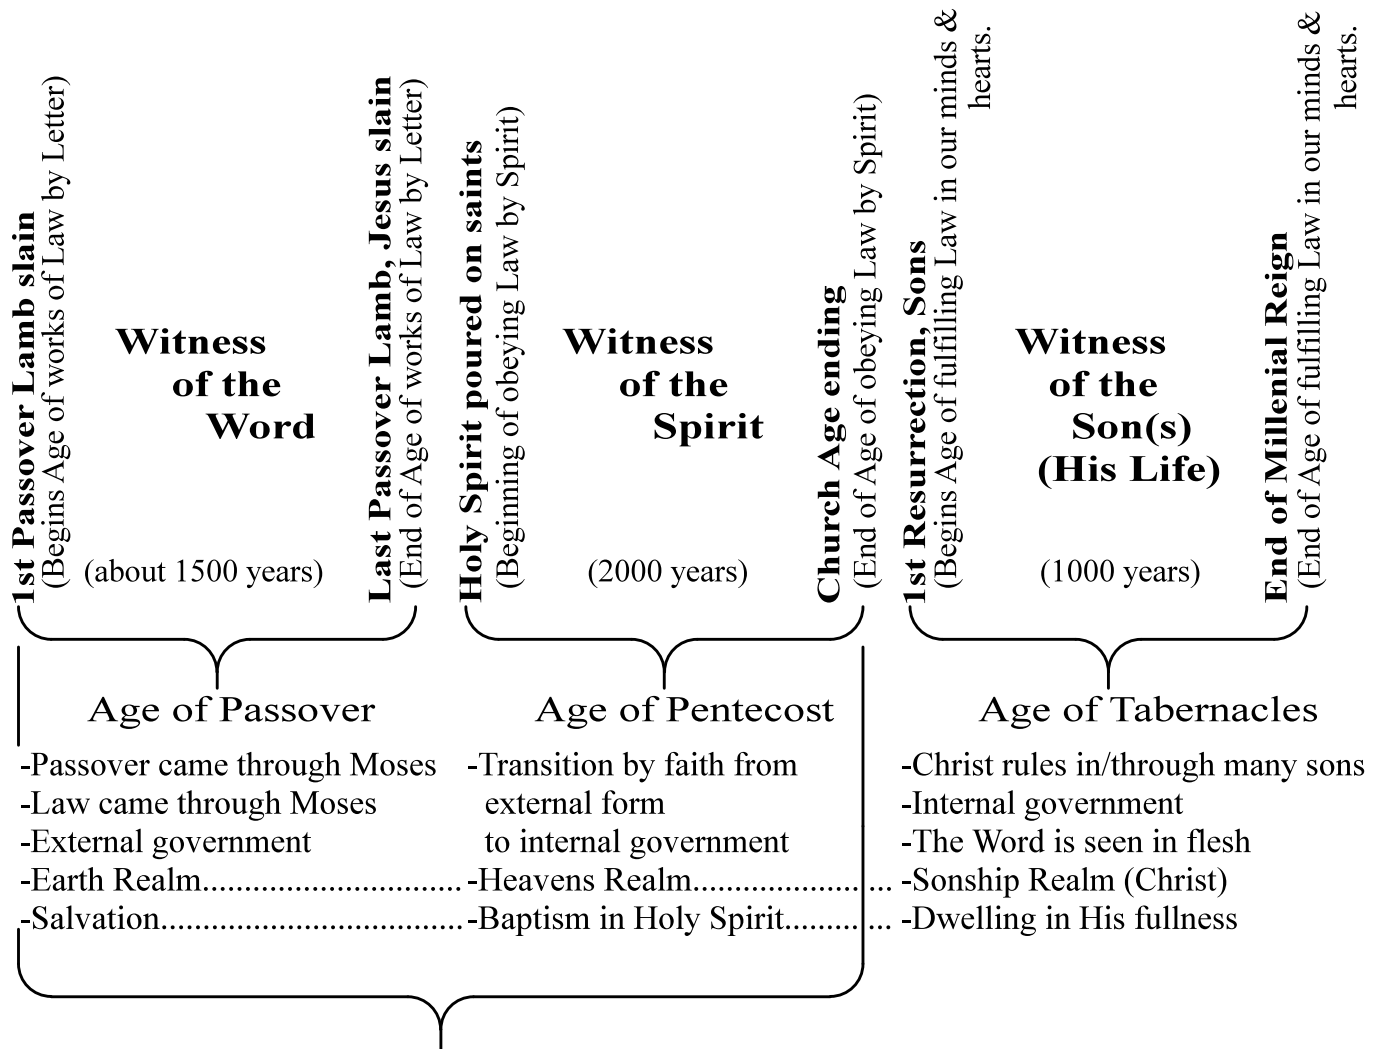 1st Passover Lamb slain
(Begins Age of works of Law by Letter)
Witness
of the
Word
(about 1500 years)
Last Passover Lamb, Jesus slain
(End of Age of works of Law by Letter)
Holy Spirit poured on saints
(Beginning of obeying Law by Spirit)
Witness
of the
Spirit
(2000 years)
Church Age ending
(End of Age of obeying Law by Spirit)
1st Resurrection, Sons
(Begins Age of fulfilling Law in our minds &
hearts.
Witness
of the
Son(s)
(His Life)
(1000 years)
End of Millenial Reign
(End of Age of fulfilling Law in our minds &
hearts.
Age of Passover
-Passover came through Moses
-Law came through Moses
-External government
-Earth Realm
-Salvation
Age of Pentecost
-Transition by faith from
external form
to internal government
-Heavens Realm
-Baptism in Holy Spirit
Age of Tabernacles
-Christ rules in/through many sons
-Internal government
-The Word is seen in flesh
-Sonship Realm (Christ)
-Dwelling in His fullness